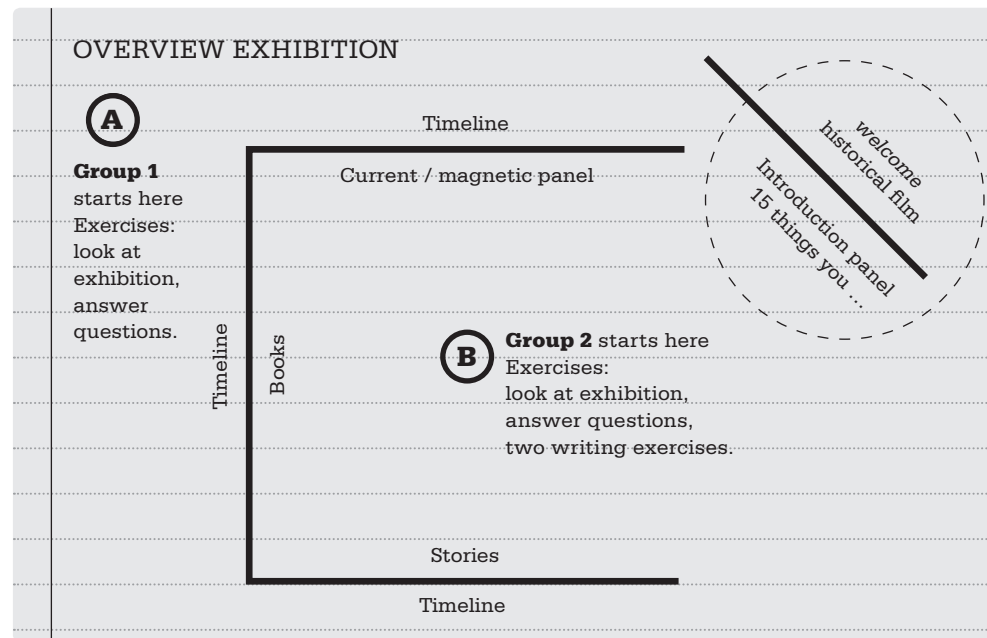 OVERVIEW EXHIBITION
A
Group 1
starts here
Exercises:
look at
exhibition,
answer
questions.
Timeline
Current / magnetic panel
welcome
historical film
Introduction panel
15 things you ...
Timeline
Books
B
Group 2 starts here
Exercises:
look at exhibition,
answer questions,
two writing exercises.
Stories
Timeline